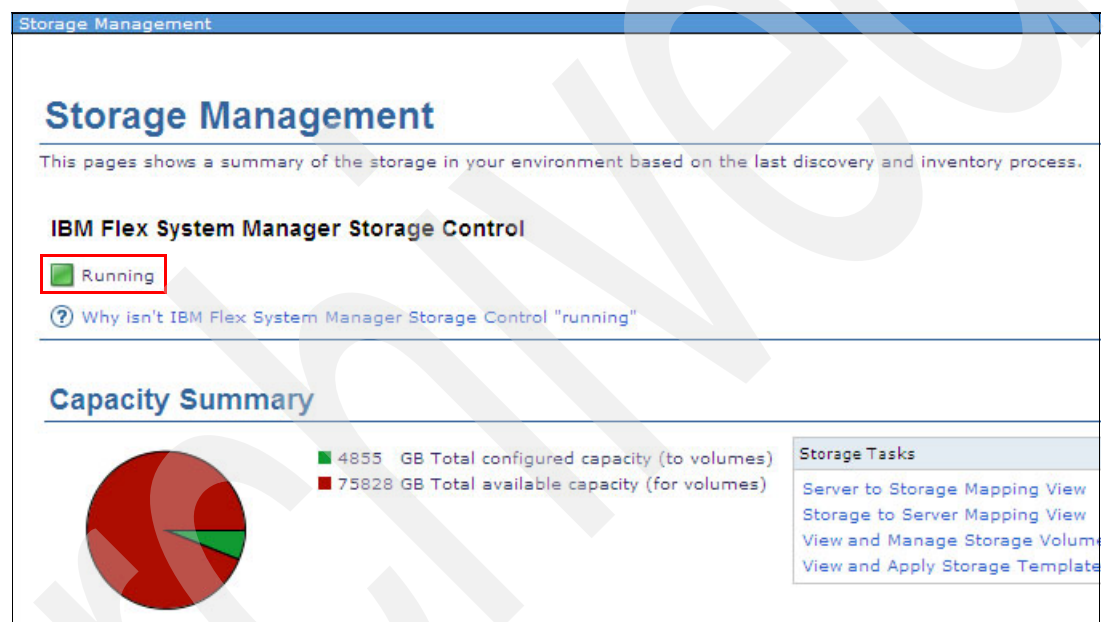 Storage Management
Storage Management
This pages shows a summary of the storage in your environment based on the last discovery and inventory process.
IBM Flex System Manager Storage Control
Running
Why isn't IBM Flex System Manager Storage Control "running"
Capacity Summary
4855 GB Total configured capacity (to volumes)
75828 GB Total available capacity (for volumes)
Storage Tasks
Server to Storage Mapping View
Storage to Server Mapping View
View and Manage Storage Volume
View and Apply Storage Template